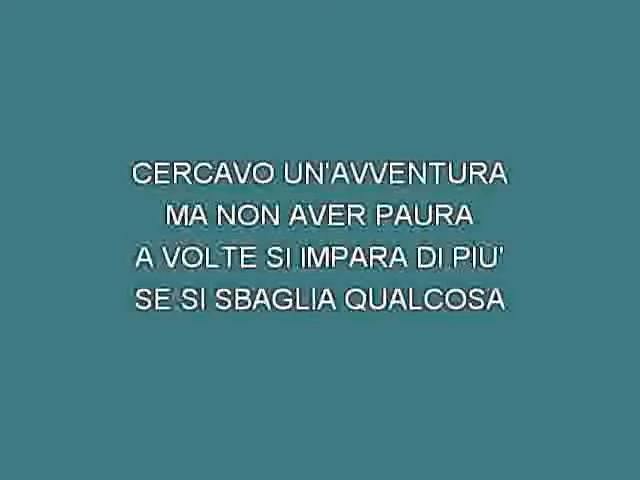 CERCAVO UN'AVVENTURA
MA NON AVER PAURA
A VOLTE SI IMPARA DI PIU'
SE SI SBAGLIA QUALCOSA